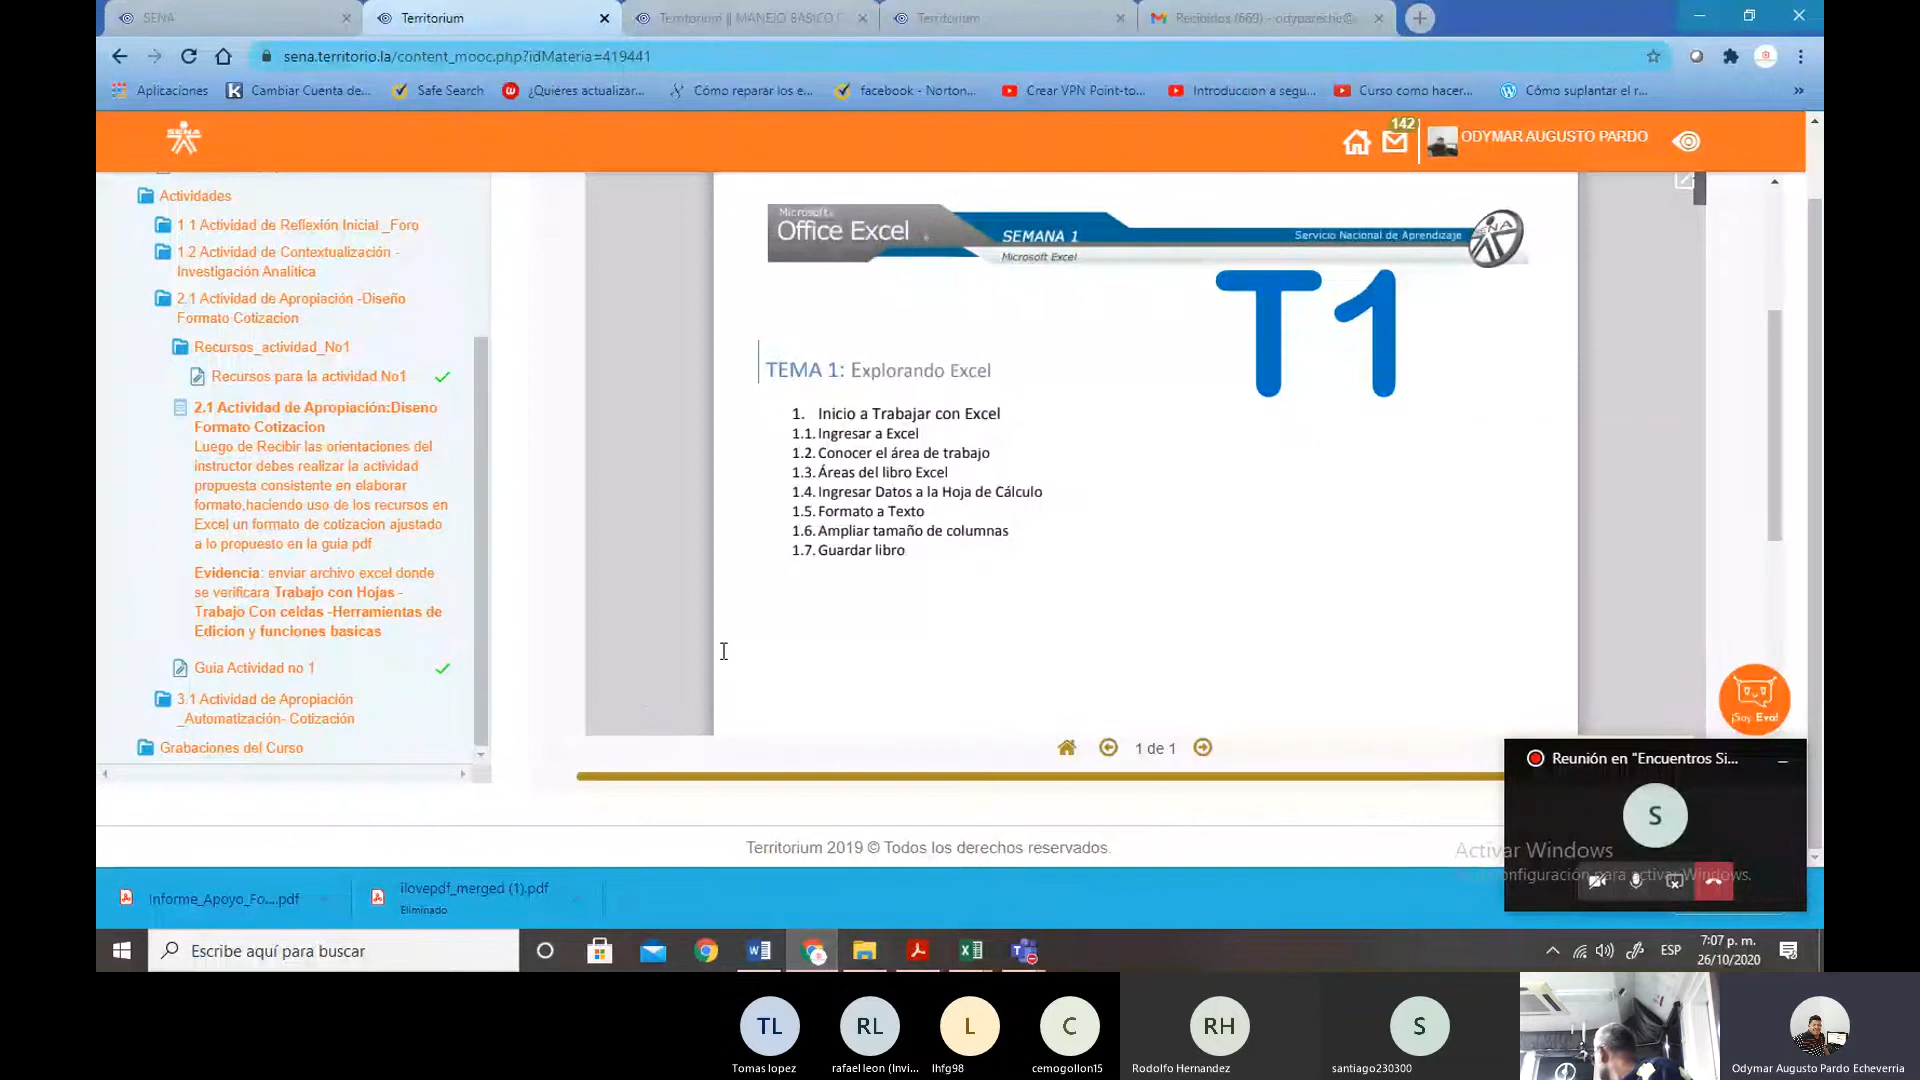 SENA
Territorium
Territorium || MANEJO BASICO
Territorium
Recibidos (669) - odypareche@
sena.territorio.la/content_mooc.php?idMateria=419441
Aplicaciones
Cambiar Cuenta de...
Safe Search
¿Quieres actualizar...
Cómo reparar los e...
facebook - Norton...
Crear VPN Point-to...
Introduccion a segu...
Curso como hacer...
Cómo suplantar el r...
»
SENA
142
ODYMAR AUGUSTO PARDO
Actividades
1 1 Actividad de Reflexión Inicial _Foro
1.2 Actividad de Contextualización -
Investigación Analítica
2.1 Actividad de Apropiación -Diseño
Formato Cotizacion
Recursos_actividad_No1
Recursos para la actividad No1
2.1 Actividad de Apropiación:Diseno
Formato Cotizacion
Luego de Recibir las orientaciones del
instructor debes realizar la actividad
propuesta consistente en elaborar
formato,haciendo uso de los recursos en
Excel un formato de cotizacion ajustado
a lo propuesto en la guia pdf
Evidencia: enviar archivo excel donde
se verificara Trabajo con Hojas -
Trabajo Con celdas -Herramientas de
Edicion y funciones basicas
Guia Actividad no 1
3.1 Actividad de Apropiación
_Automatización- Cotización
Grabaciones del Curso
Microsoft
Office Excel
SEMANA 1
Microsoft Excel
Servicio Nacional de Aprendizaje
SENA
T1
TEMA 1: Explorando Excel
1. Inicio a Trabajar con Excel
1.1. Ingresar a Excel
1.2. Conocer el área de trabajo
1.3. Áreas del libro Excel
1.4. Ingresar Datos a la Hoja de Cálculo
1.5. Formato a Texto
1.6. Ampliar tamaño de columnas
1.7. Guardar libro
1 de 1
¡Soy Eva!
Reunión en "Encuentros Si...
S
Territorium 2019 © Todos los derechos reservados.
Activar Windows
onfiguración para activar Windows.
Informe_Apoyo_Fo....pdf
ilovepdf_merged (1).pdf
Eliminado
Escribe aquí para buscar
ESP
7:07 p. m.
26/10/2020
TL
RL
L
C
RH
S
Tomas lopez
rafael leon (Invi...
lhfg98
cemogollon15
Rodolfo Hernandez
santiago230300
Odymar Augusto Pardo Echeverria